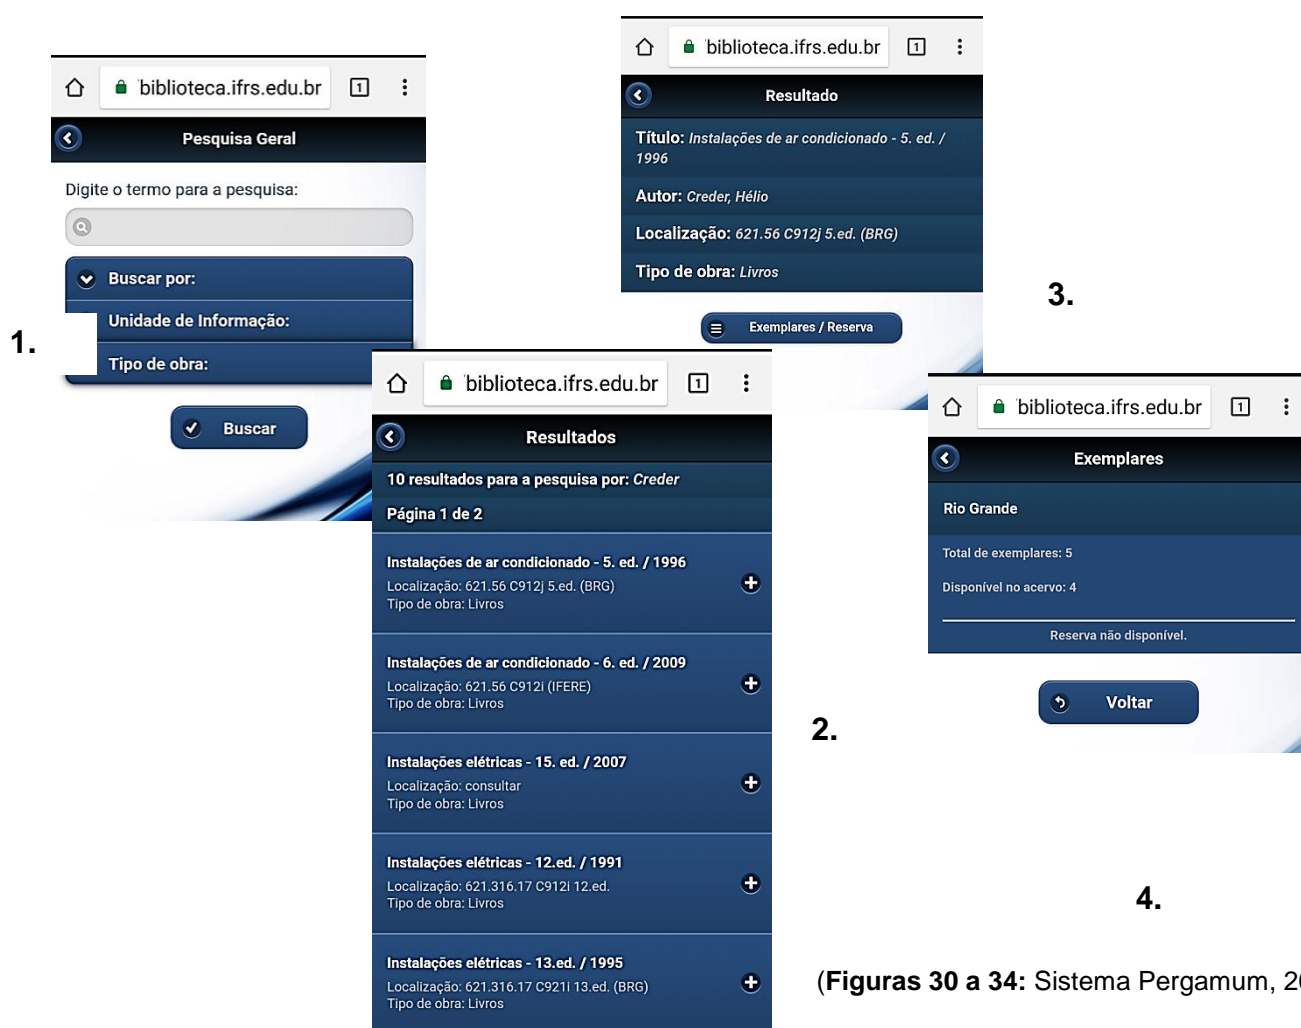 biblioteca.ifrs.edu.br
1
Pesquisa Geral
Digite o termo para a pesquisa:
Buscar por:
Unidade de Informação:
Tipo de obra:
Buscar
1.
biblioteca.ifrs.edu.br
1
Resultados
10 resultados para a pesquisa por: Creder
Página 1 de 2
Instalações de ar condicionado - 5. ed. / 1996
Localização: 621.56 C912j 5.ed. (BRG)
Tipo de obra: Livros
Instalações de ar condicionado - 6. ed. / 2009
Localização: 621.56 C912i (IFERE)
Tipo de obra: Livros
Instalações elétricas - 15. ed. / 2007
Localização: consultar
Tipo de obra: Livros
Instalações elétricas - 12.ed. / 1991
Localização: 621.316.17 C912i 12.ed.
Tipo de obra: Livros
Instalações elétricas - 13.ed. / 1995
Localização: 621.316.17 C921i 13.ed. (BRG)
Tipo de obra: Livros
2.
biblioteca.ifrs.edu.br
1
Resultado
Título: Instalações de ar condicionado - 5. ed. /
1996
Autor: Creder, Hélio
Localização: 621.56 C912j 5.ed. (BRG)
Tipo de obra: Livros
Exemplares / Reserva
3.
biblioteca.ifrs.edu.br
1
Exemplares
Rio Grande
Total de exemplares: 5
Disponível no acervo: 4
Reserva não disponível.
Voltar
4.
(Figuras 30 a 34: Sistema Pergamum,